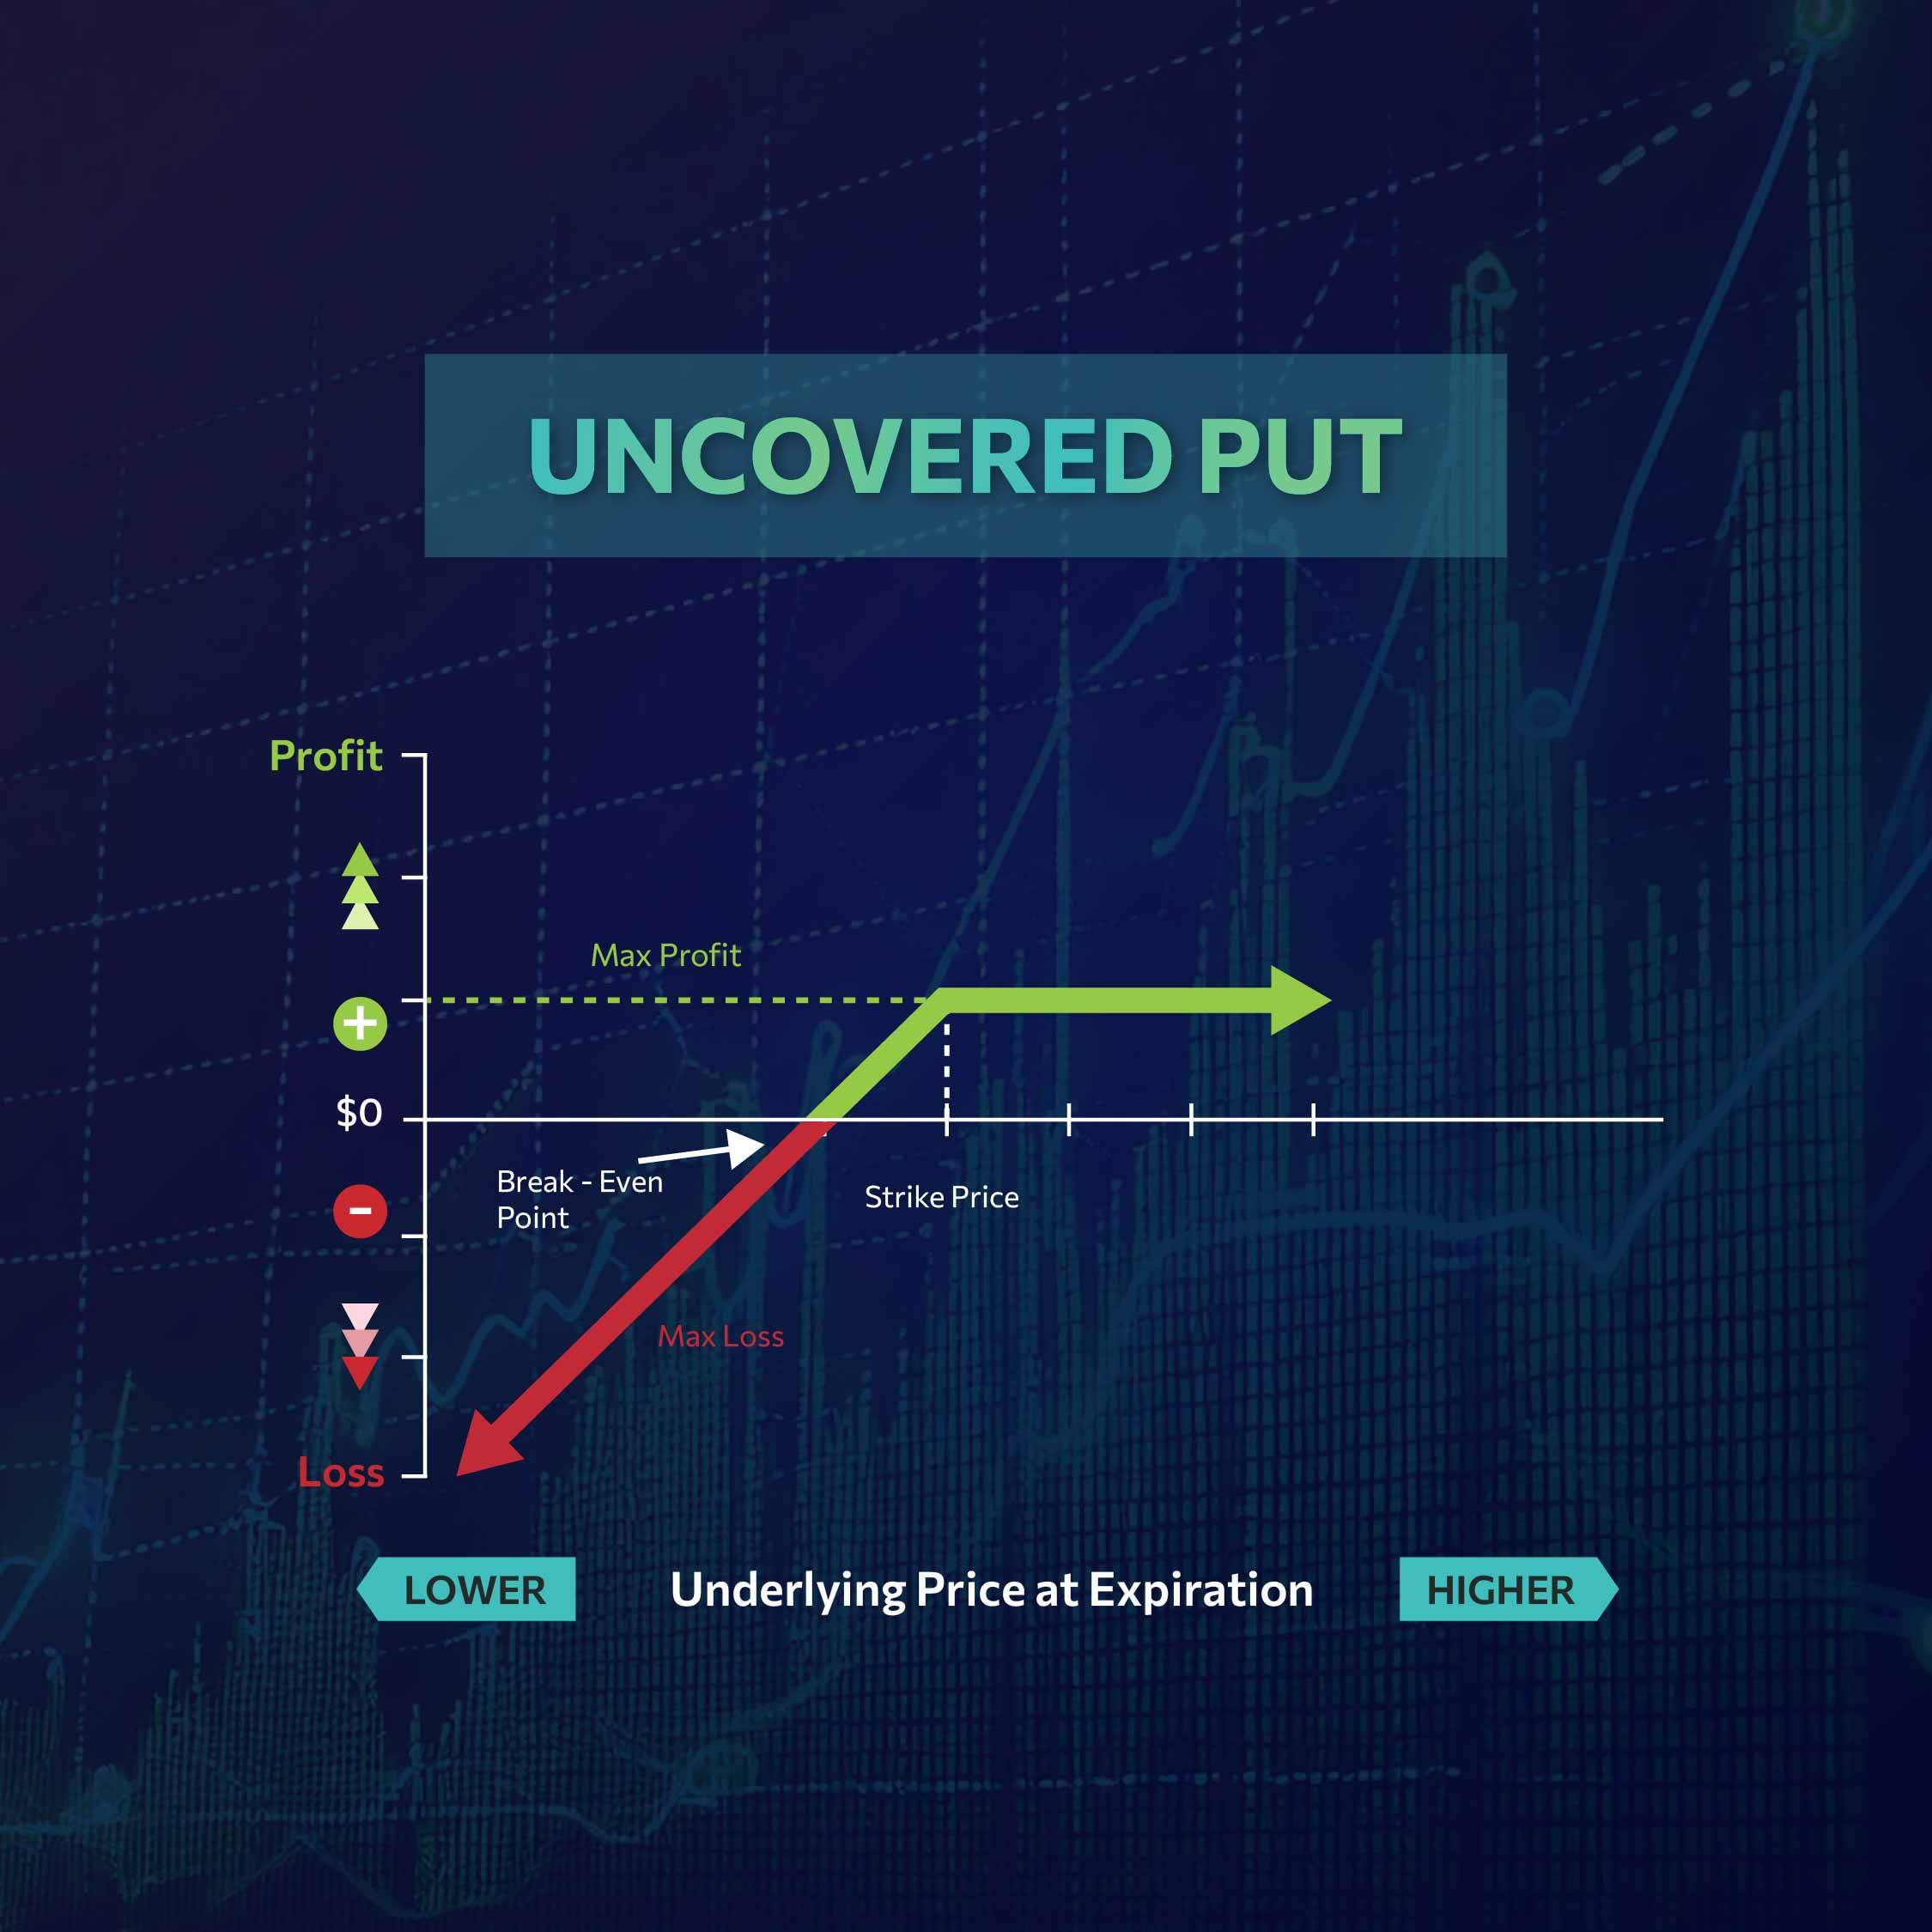 UNCOVERED PUT
Profit
Max Profit
+
$0
Break - Even
Point
Strike Price
-
Max Loss
Loss
LOWER
Underlying Price at Expiration
HIGHER